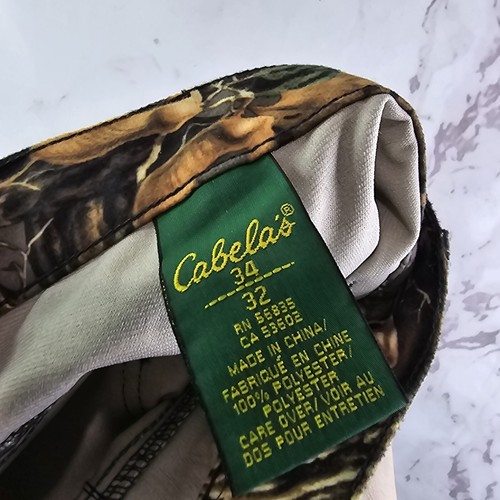 Cabela's®
34
32
RN 55835
CA 53602
MADE IN CHINA/
FABRIQUE EN CHINE
100% POLYESTER/
POLYESTER
CARE OVER/VOIR AU
DOS POUR ENTRETIEN